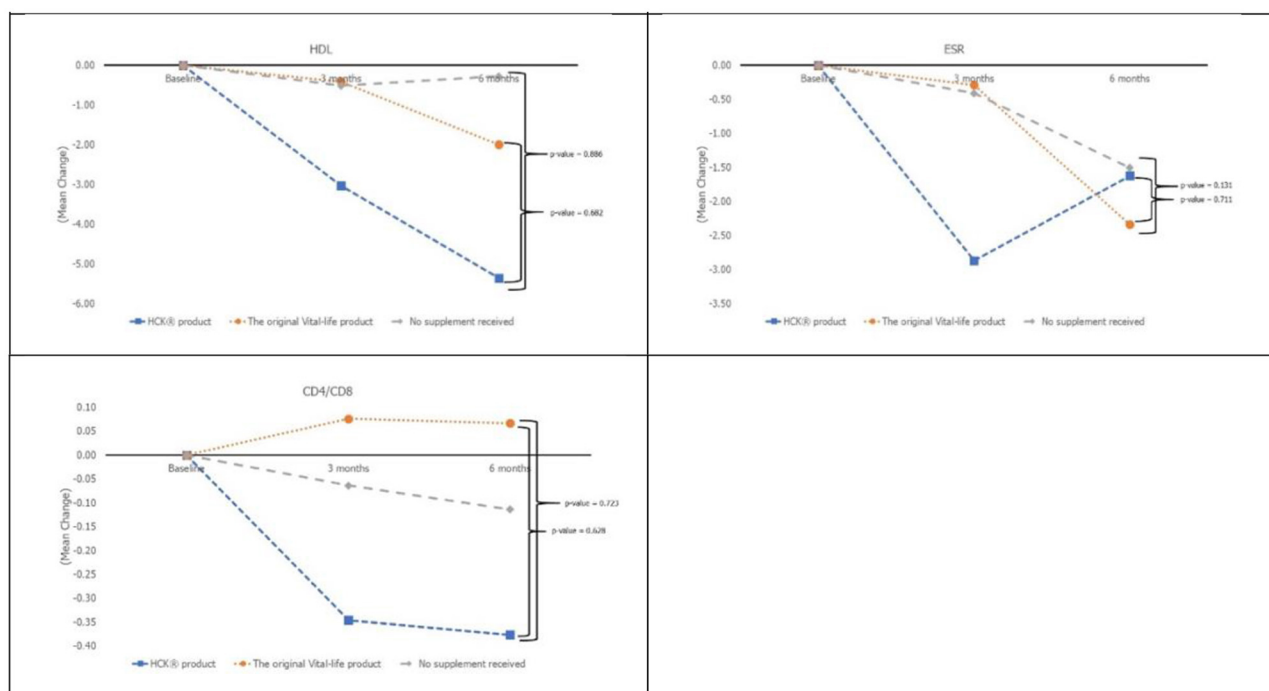 HDL
0.00
-1.00
-2.00
-3.00
-4.00
-5.00
-6.00
(Mean Change)
Baseline
3 months
6 months
p-value = 0.886
p-value = 0.682
HCK® product
The original Vital-life product
No supplement received
ESR
0.00
-0.50
-1.00
-1.50
-2.00
-2.50
-3.00
-3.50
(Mean Change)
Baseline
3 months
6 months
p-value = 0.131
p-value = 0.711
HCK® product
The original Vital-life product
No supplement received
CD4/CD8
0.10
0.05
0.00
-0.05
-0.10
-0.15
-0.20
-0.25
-0.30
-0.35
-0.40
(Mean Change)
Baseline
3 months
6 months
p-value = 0.723
p-value = 0.628
HCK® product
The original Vital-life product
No supplement received